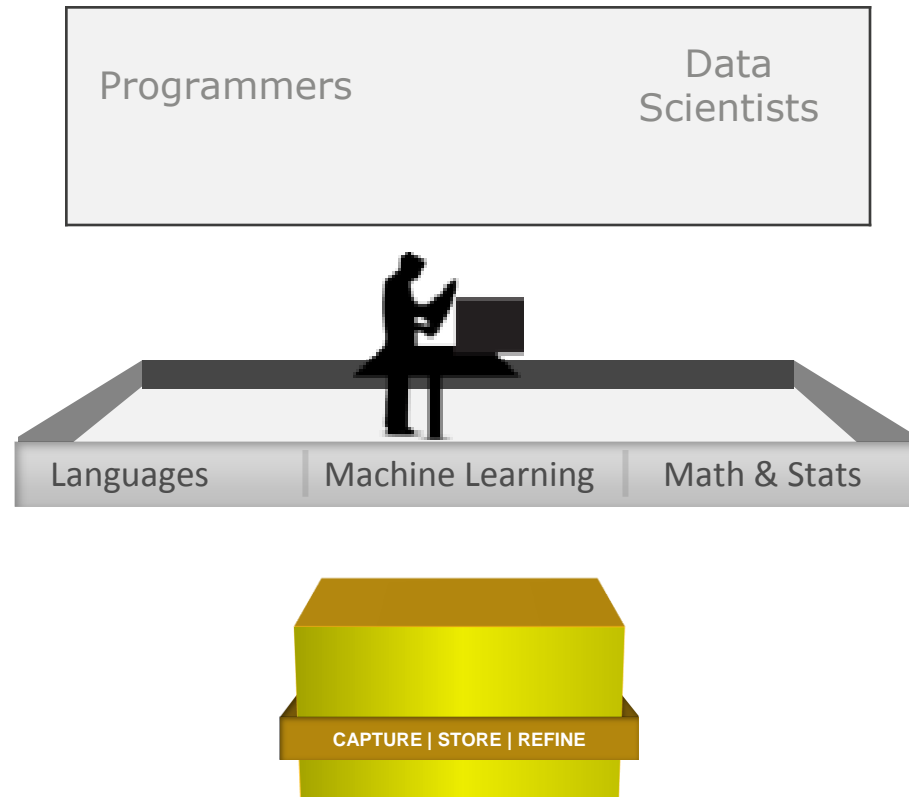 Programmers
Data
Scientists
Languages
Machine Learning
Math & Stats
CAPTURE | STORE | REFINE